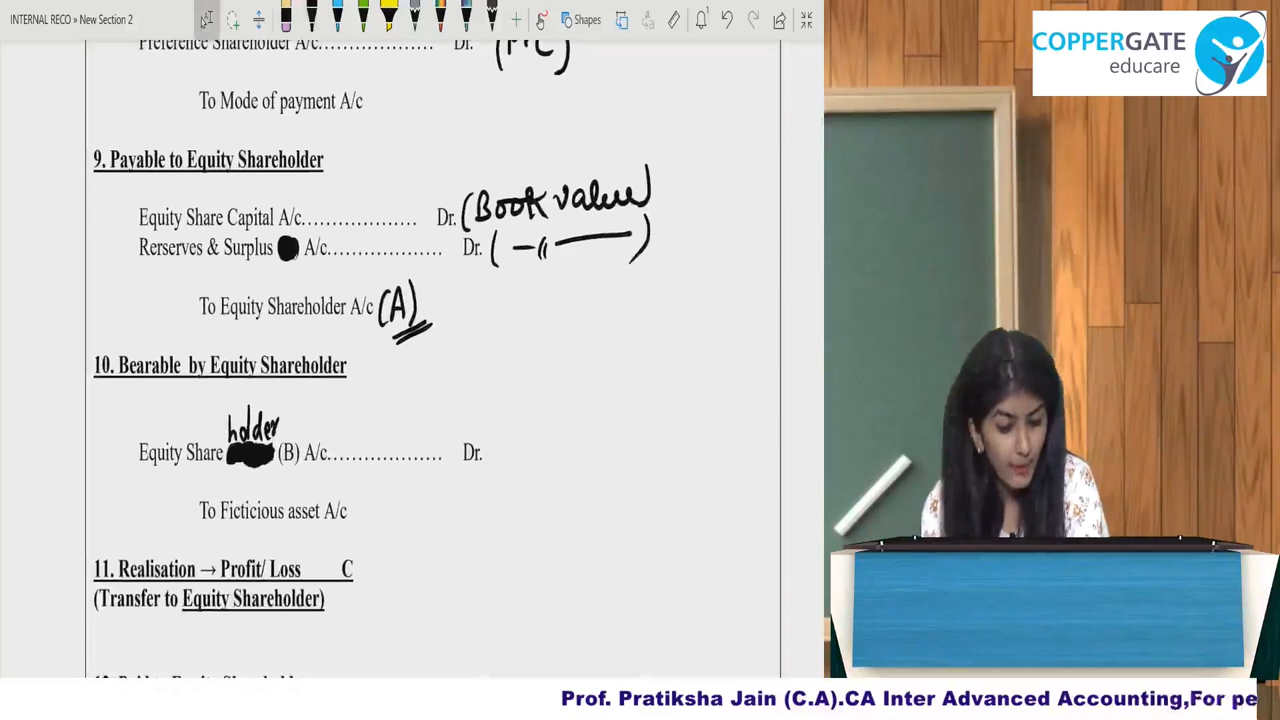 INTERNAL RECO » New Section 2
Shapes
COPPERGATE
educare
Preference Shareholder A/c..................... Dr.
To Mode of payment A/c
9. Payable to Equity Shareholder
Equity Share Capital A/c................... Dr. (Book value)
Rerserves & Surplus A/c................... Dr. ( —〃— )
To Equity Shareholder A/c (A)
10. Bearable by Equity Shareholder
holder
Equity Share (B) A/c................... Dr.
To Ficticious asset A/c
11. Realisation → Profit/ Loss C
(Transfer to Equity Shareholder)
Prof. Pratiksha Jain (C.A).CA Inter Advanced Accounting,For pe